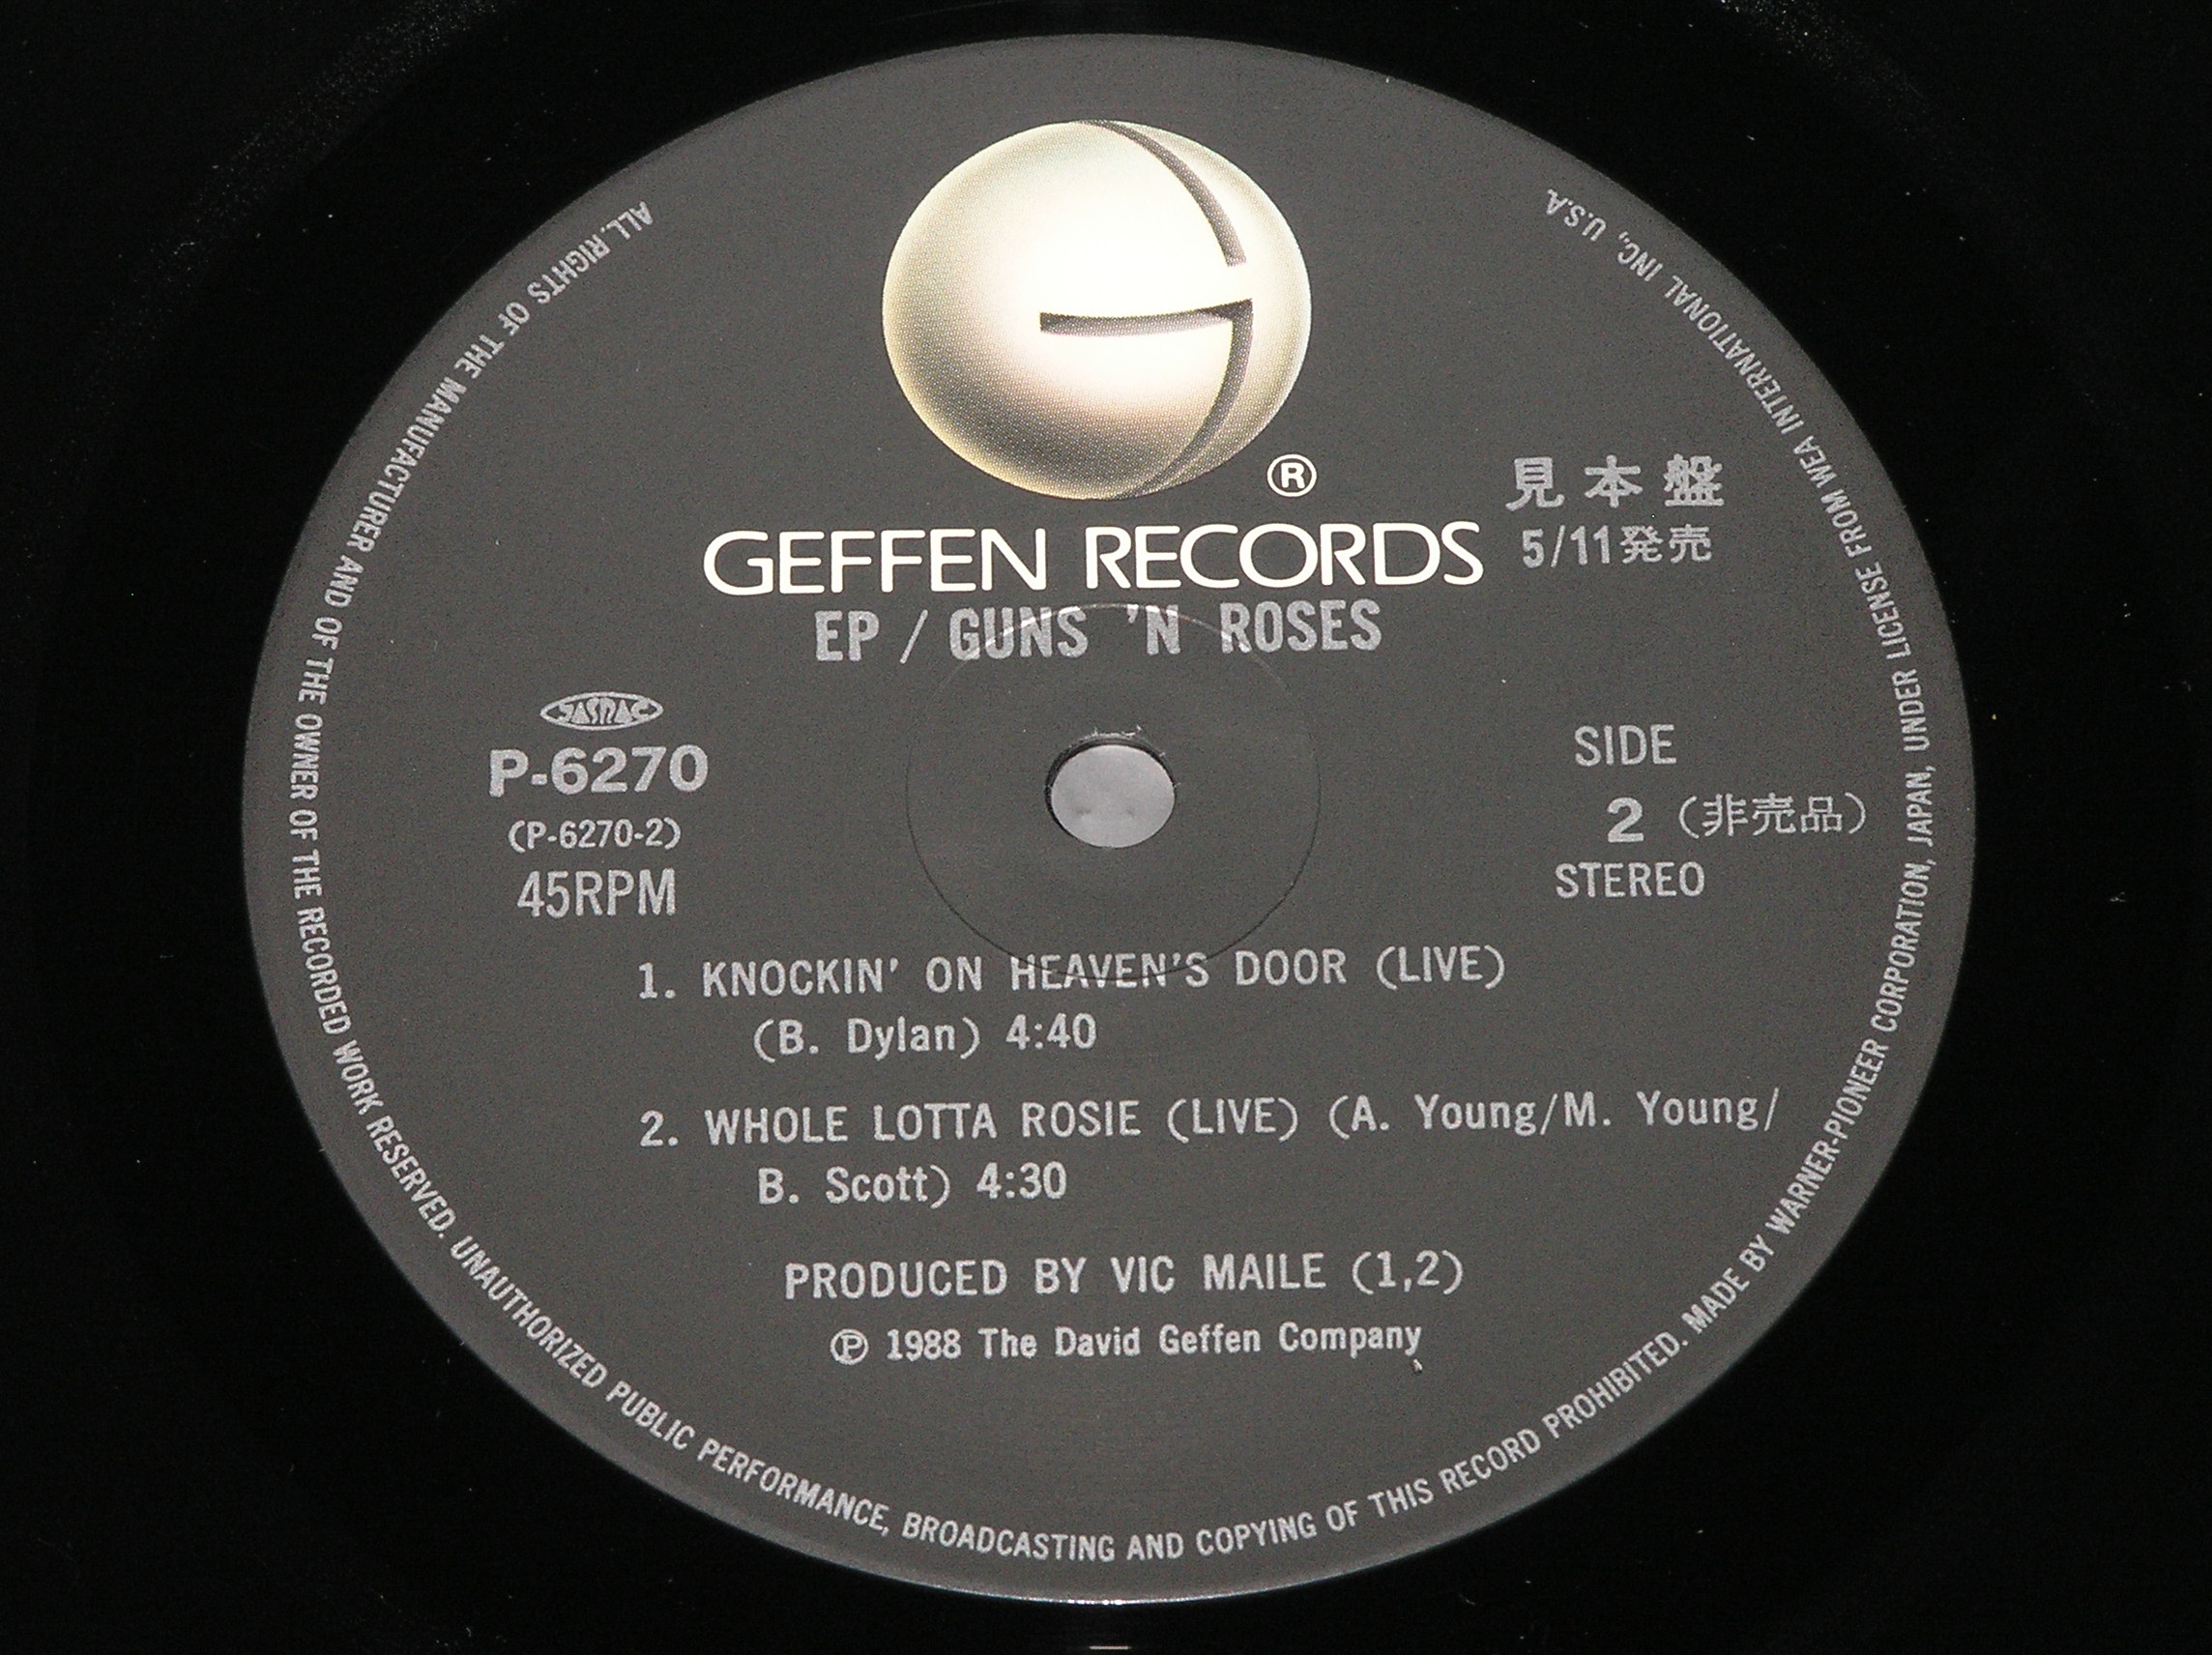 ®
GEFFEN RECORDS
見本盤
5/11発売
EP / GUNS 'N ROSES
JASRAC
P-6270
(P-6270-2)
45RPM
SIDE
2 (非売品)
STEREO
1. KNOCKIN' ON HEAVEN'S DOOR (LIVE)
(B. Dylan) 4:40
2. WHOLE LOTTA ROSIE (LIVE) (A. Young/M. Young/
B. Scott) 4:30
PRODUCED BY VIC MAILE (1,2)
Ⓟ 1988 The David Geffen Company
ALL RIGHTS OF THE MANUFACTURER AND OF THE OWNER OF THE RECORDED WORK RESERVED. UNAUTHORIZED PUBLIC PERFORMANCE, BROADCASTING AND COPYING OF THIS RECORD PROHIBITED. MADE BY WARNER-PIONEER CORPORATION, JAPAN, UNDER LICENSE FROM WEA INTERNATIONAL INC., U.S.A.